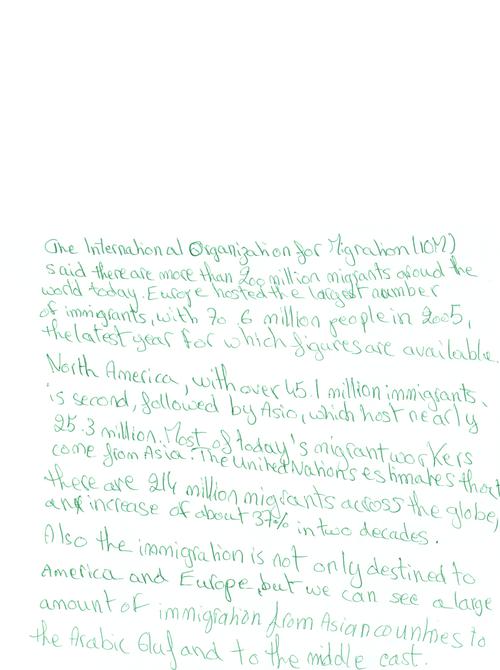 The International Organization for Migration (IOM)
said there are more than 200 million migrants aroud the
world today. Europe hosted the largest number
of immigrants, with 70.6 million people in 2005,
the latest year for which figures are available.
North America, with over 45.1 million immigrants,
is second, followed by Asia, which host nearly
25.3 million. Most of today's migrant workers
come from Asia. The United Nations estimates that
there are 214 million migrants across the globe,
an increase of about 37% in two decades.
Also the immigration is not only destined to
America and Europe, but we can see a large
amount of immigration from Asian countries to
the Arabic Gluf and to the middle east.